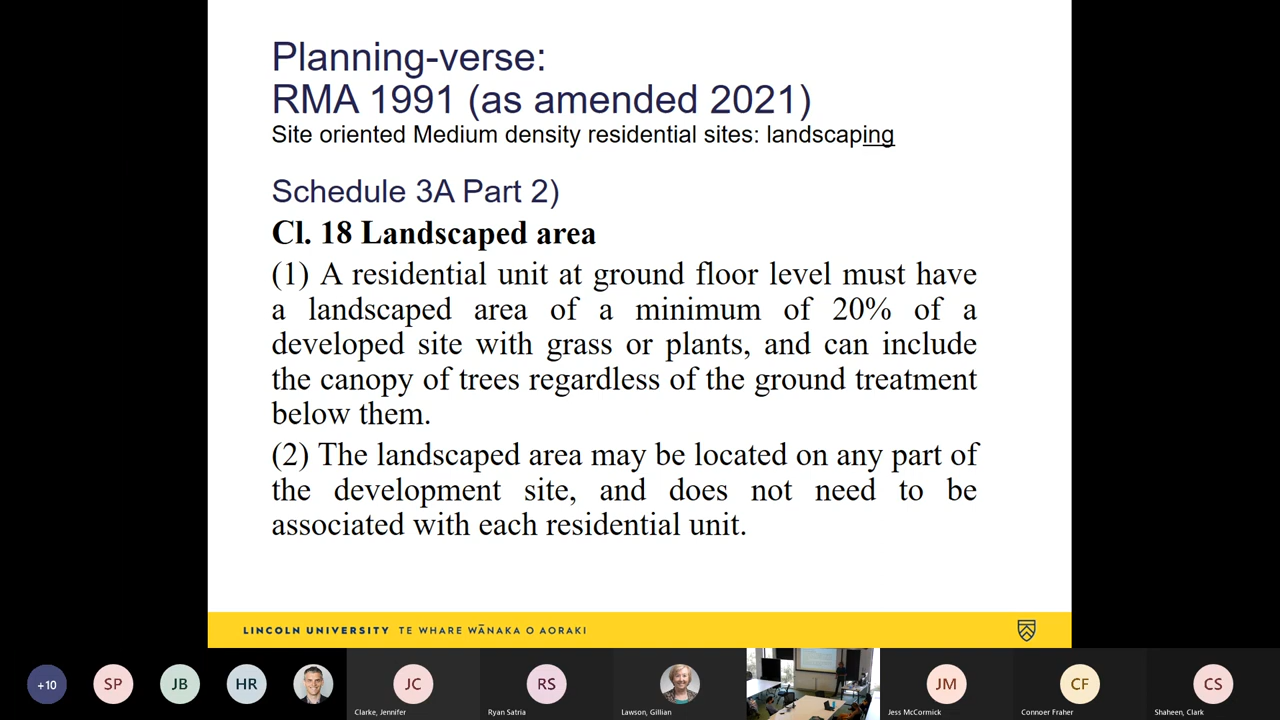 Planning-verse:
RMA 1991 (as amended 2021)
Site oriented Medium density residential sites: landscaping
Schedule 3A Part 2)
Cl. 18 Landscaped area
(1) A residential unit at ground floor level must have
a landscaped area of a minimum of 20% of a
developed site with grass or plants, and can include
the canopy of trees regardless of the ground treatment
below them.
(2) The landscaped area may be located on any part of
the development site, and does not need to be
associated with each residential unit.
LINCOLN UNIVERSITY TE WHARE WĀNAKA O AORAKI
+10
SP
JB
HR
JC
RS
JM
CF
CS
Clarke, Jennifer
Ryan Satria
Lawson, Gillian
Jess McCormick
Connoer Fraher
Shaheen, Clark